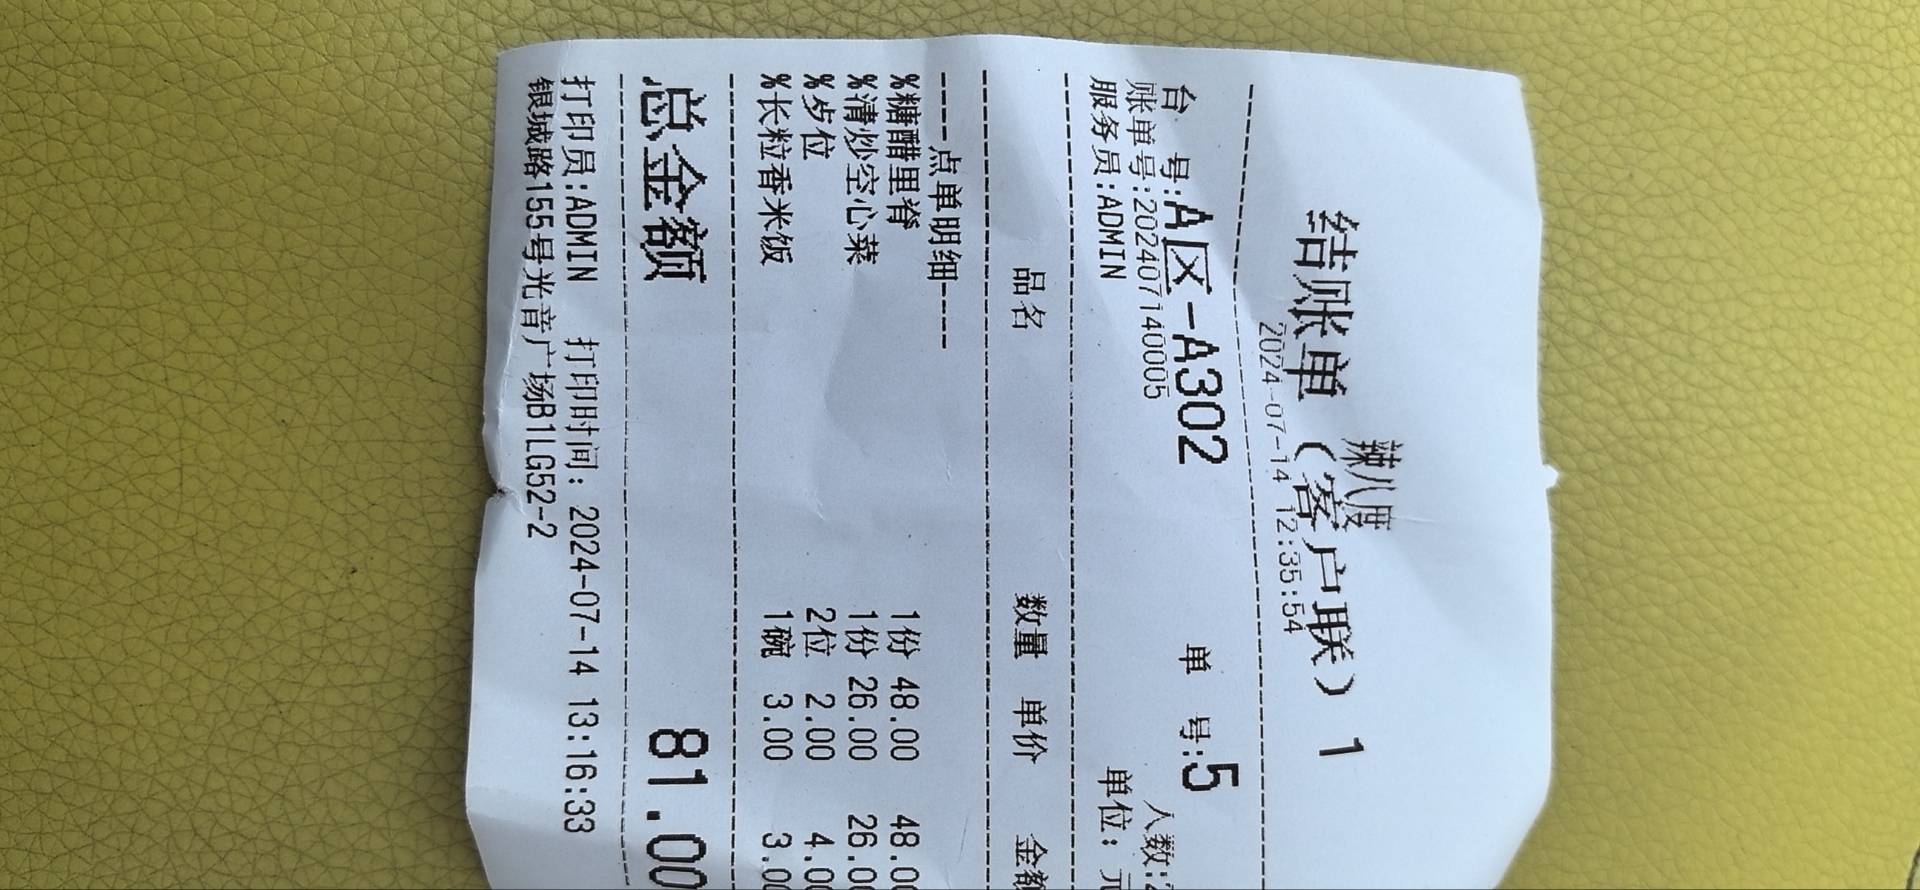 辣八度
结账单（客户联）1
2024-07-14 12:35:54
台 号:A区-A302 单 号:5
账单号:202407140005 人数:2
服务员:ADMIN 单位：元
品名 数量 单价 金额
----点单明细-----
%糖醋里脊 1份 48.00 48.00
%清炒空心菜 1份 26.00 26.00
%岁位 2位 2.00 4.00
%长粒香米饭 1碗 3.00 3.00
总金额 81.00
打印员:ADMIN 打印时间：2024-07-14 13:16:33
银城路155号光音广场B1LG52-2